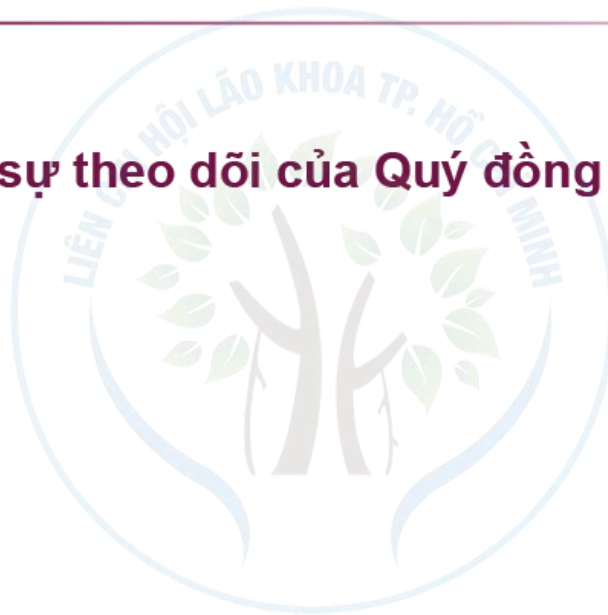 LIÊN CHI HỘI LÃO KHOA TP. HỒ CHÍ MINH
sự theo dõi của Quý đồng